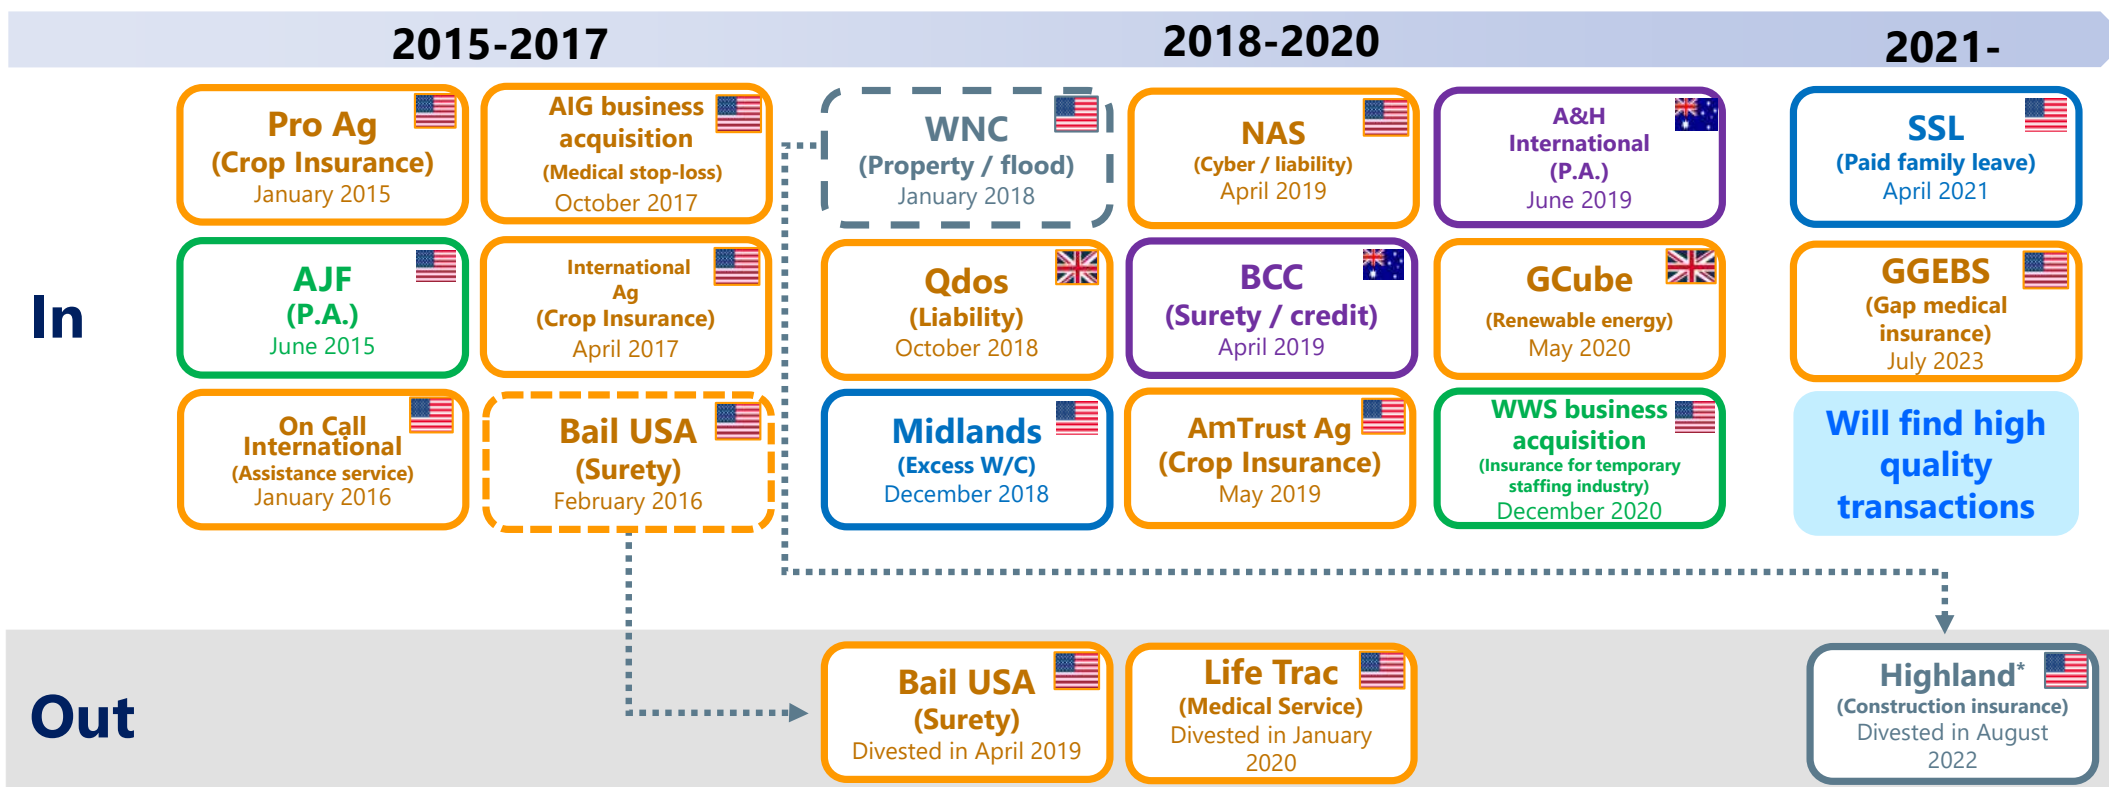 2015-2017
2018-2020
2021-
In
Pro Ag
(Crop Insurance)
January 2015
AIG business
acquisition
(Medical stop-loss)
October 2017
AJF
(P.A.)
June 2015
International
Ag
(Crop Insurance)
April 2017
On Call
International
(Assistance service)
January 2016
Bail USA
(Surety)
February 2016
WNC
(Property / flood)
January 2018
NAS
(Cyber / liability)
April 2019
A&H
International
(P.A.)
June 2019
Qdos
(Liability)
October 2018
BCC
(Surety / credit)
April 2019
GCube
(Renewable energy)
May 2020
Midlands
(Excess W/C)
December 2018
AmTrust Ag
(Crop Insurance)
May 2019
WWS business
acquisition
(Insurance for temporary
staffing industry)
December 2020
SSL
(Paid family leave)
April 2021
GGEBS
(Gap medical
insurance)
July 2023
Will find high
quality
transactions
Out
Bail USA
(Surety)
Divested in April 2019
Life Trac
(Medical Service)
Divested in January
2020
Highland*
(Construction insurance)
Divested in August
2022